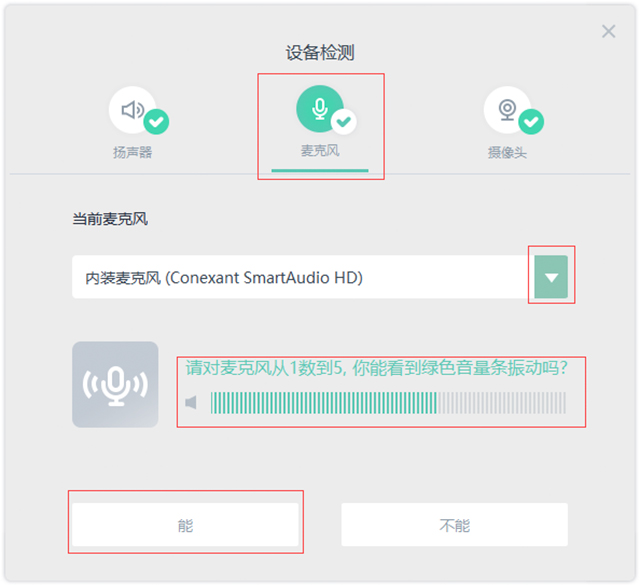 设备检测
扬声器
麦克风
摄像头
当前麦克风
内装麦克风 (Conexant SmartAudio HD)
请对麦克风从1数到5, 你能看到绿色音量条振动吗?
能
不能